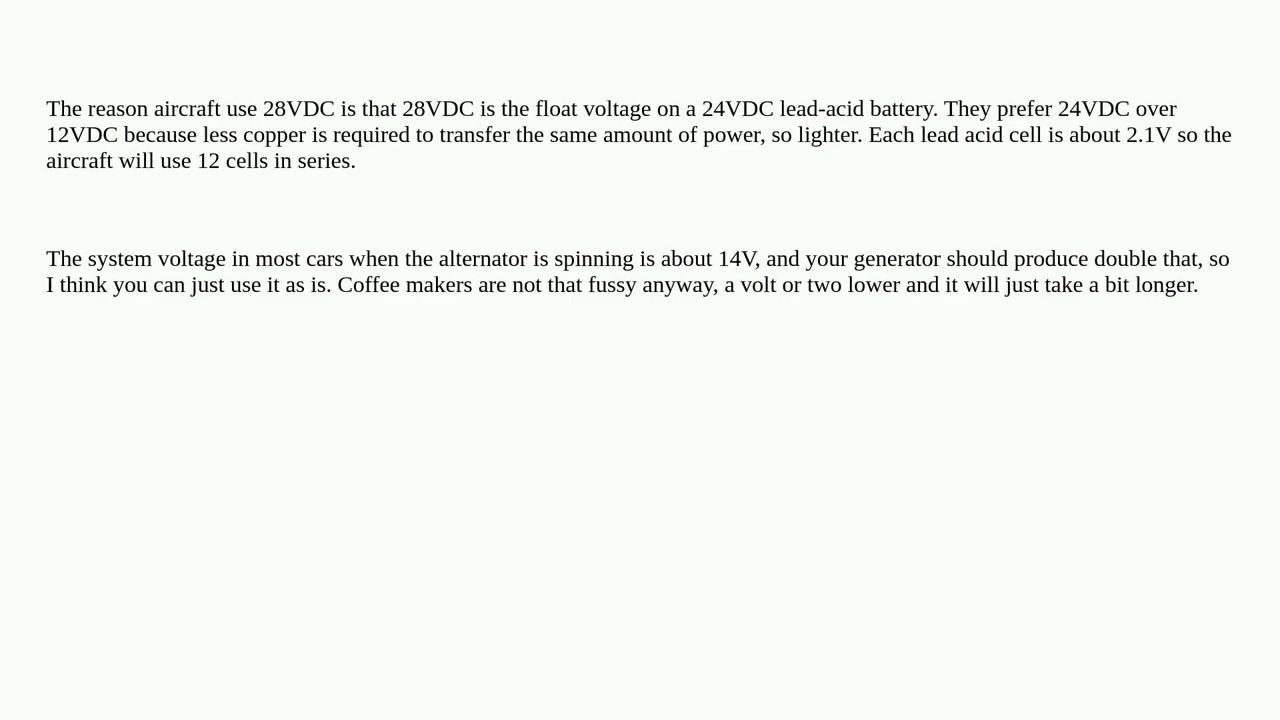 The reason aircraft use 28VDC is that 28VDC is the float voltage on a 24VDC lead-acid battery. They prefer 24VDC over
12VDC because less copper is required to transfer the same amount of power, so lighter. Each lead acid cell is about 2.1V so the
aircraft will use 12 cells in series.
The system voltage in most cars when the alternator is spinning is about 14V, and your generator should produce double that, so
I think you can just use it as is. Coffee makers are not that fussy anyway, a volt or two lower and it will just take a bit longer.